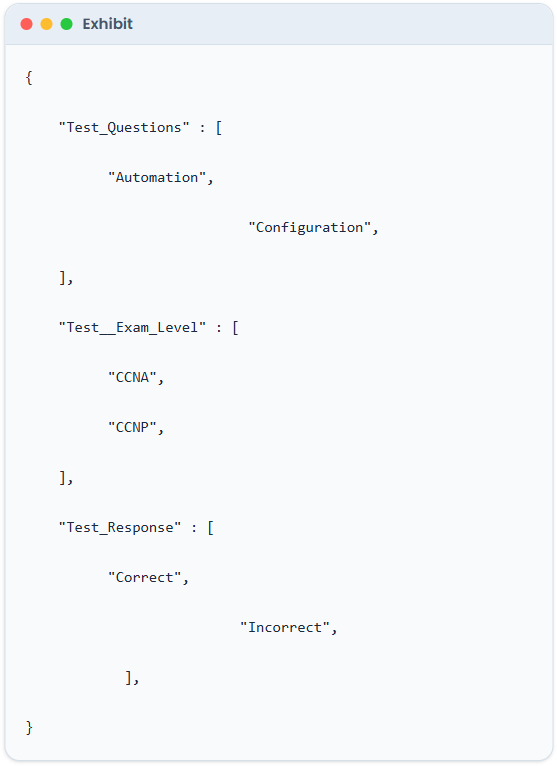 Exhibit
{
"Test_Questions" : [
"Automation",
"Configuration",
],
"Test__Exam_Level" : [
"CCNA",
"CCNP",
],
"Test_Response" : [
"Correct",
"Incorrect",
],
}